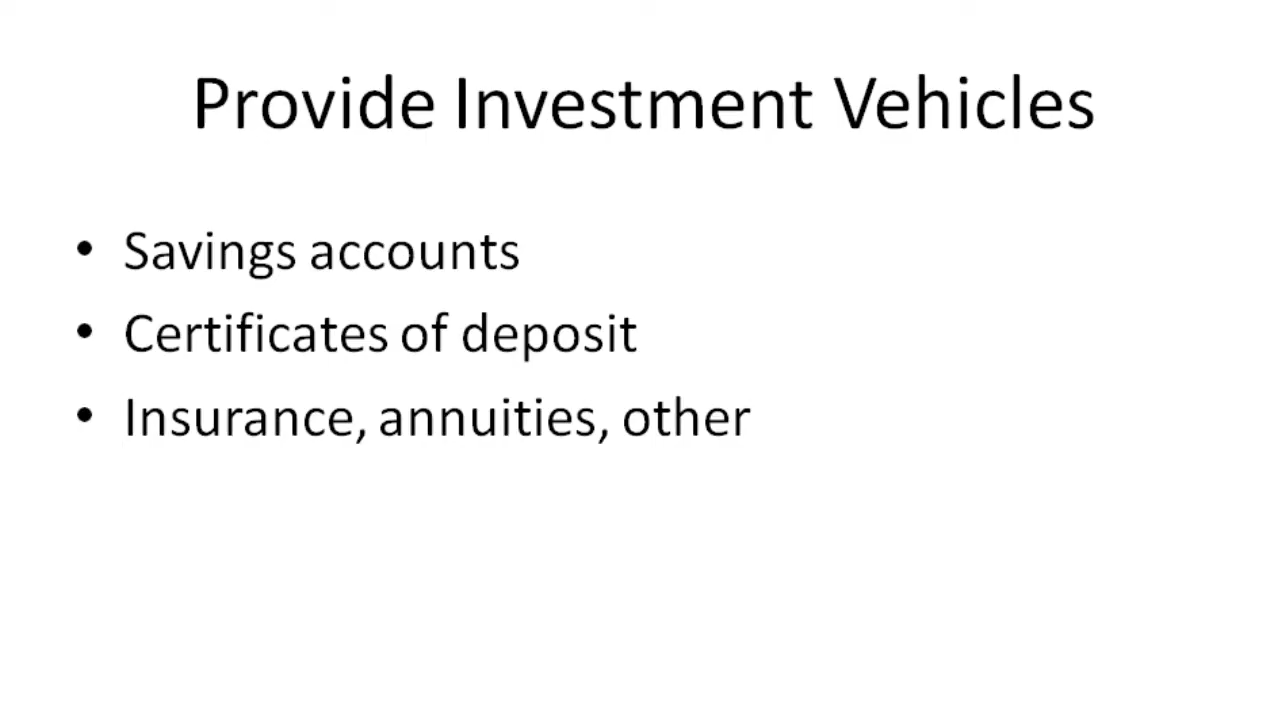 Provide Investment Vehicles
• Savings accounts
• Certificates of deposit
• Insurance, annuities, other